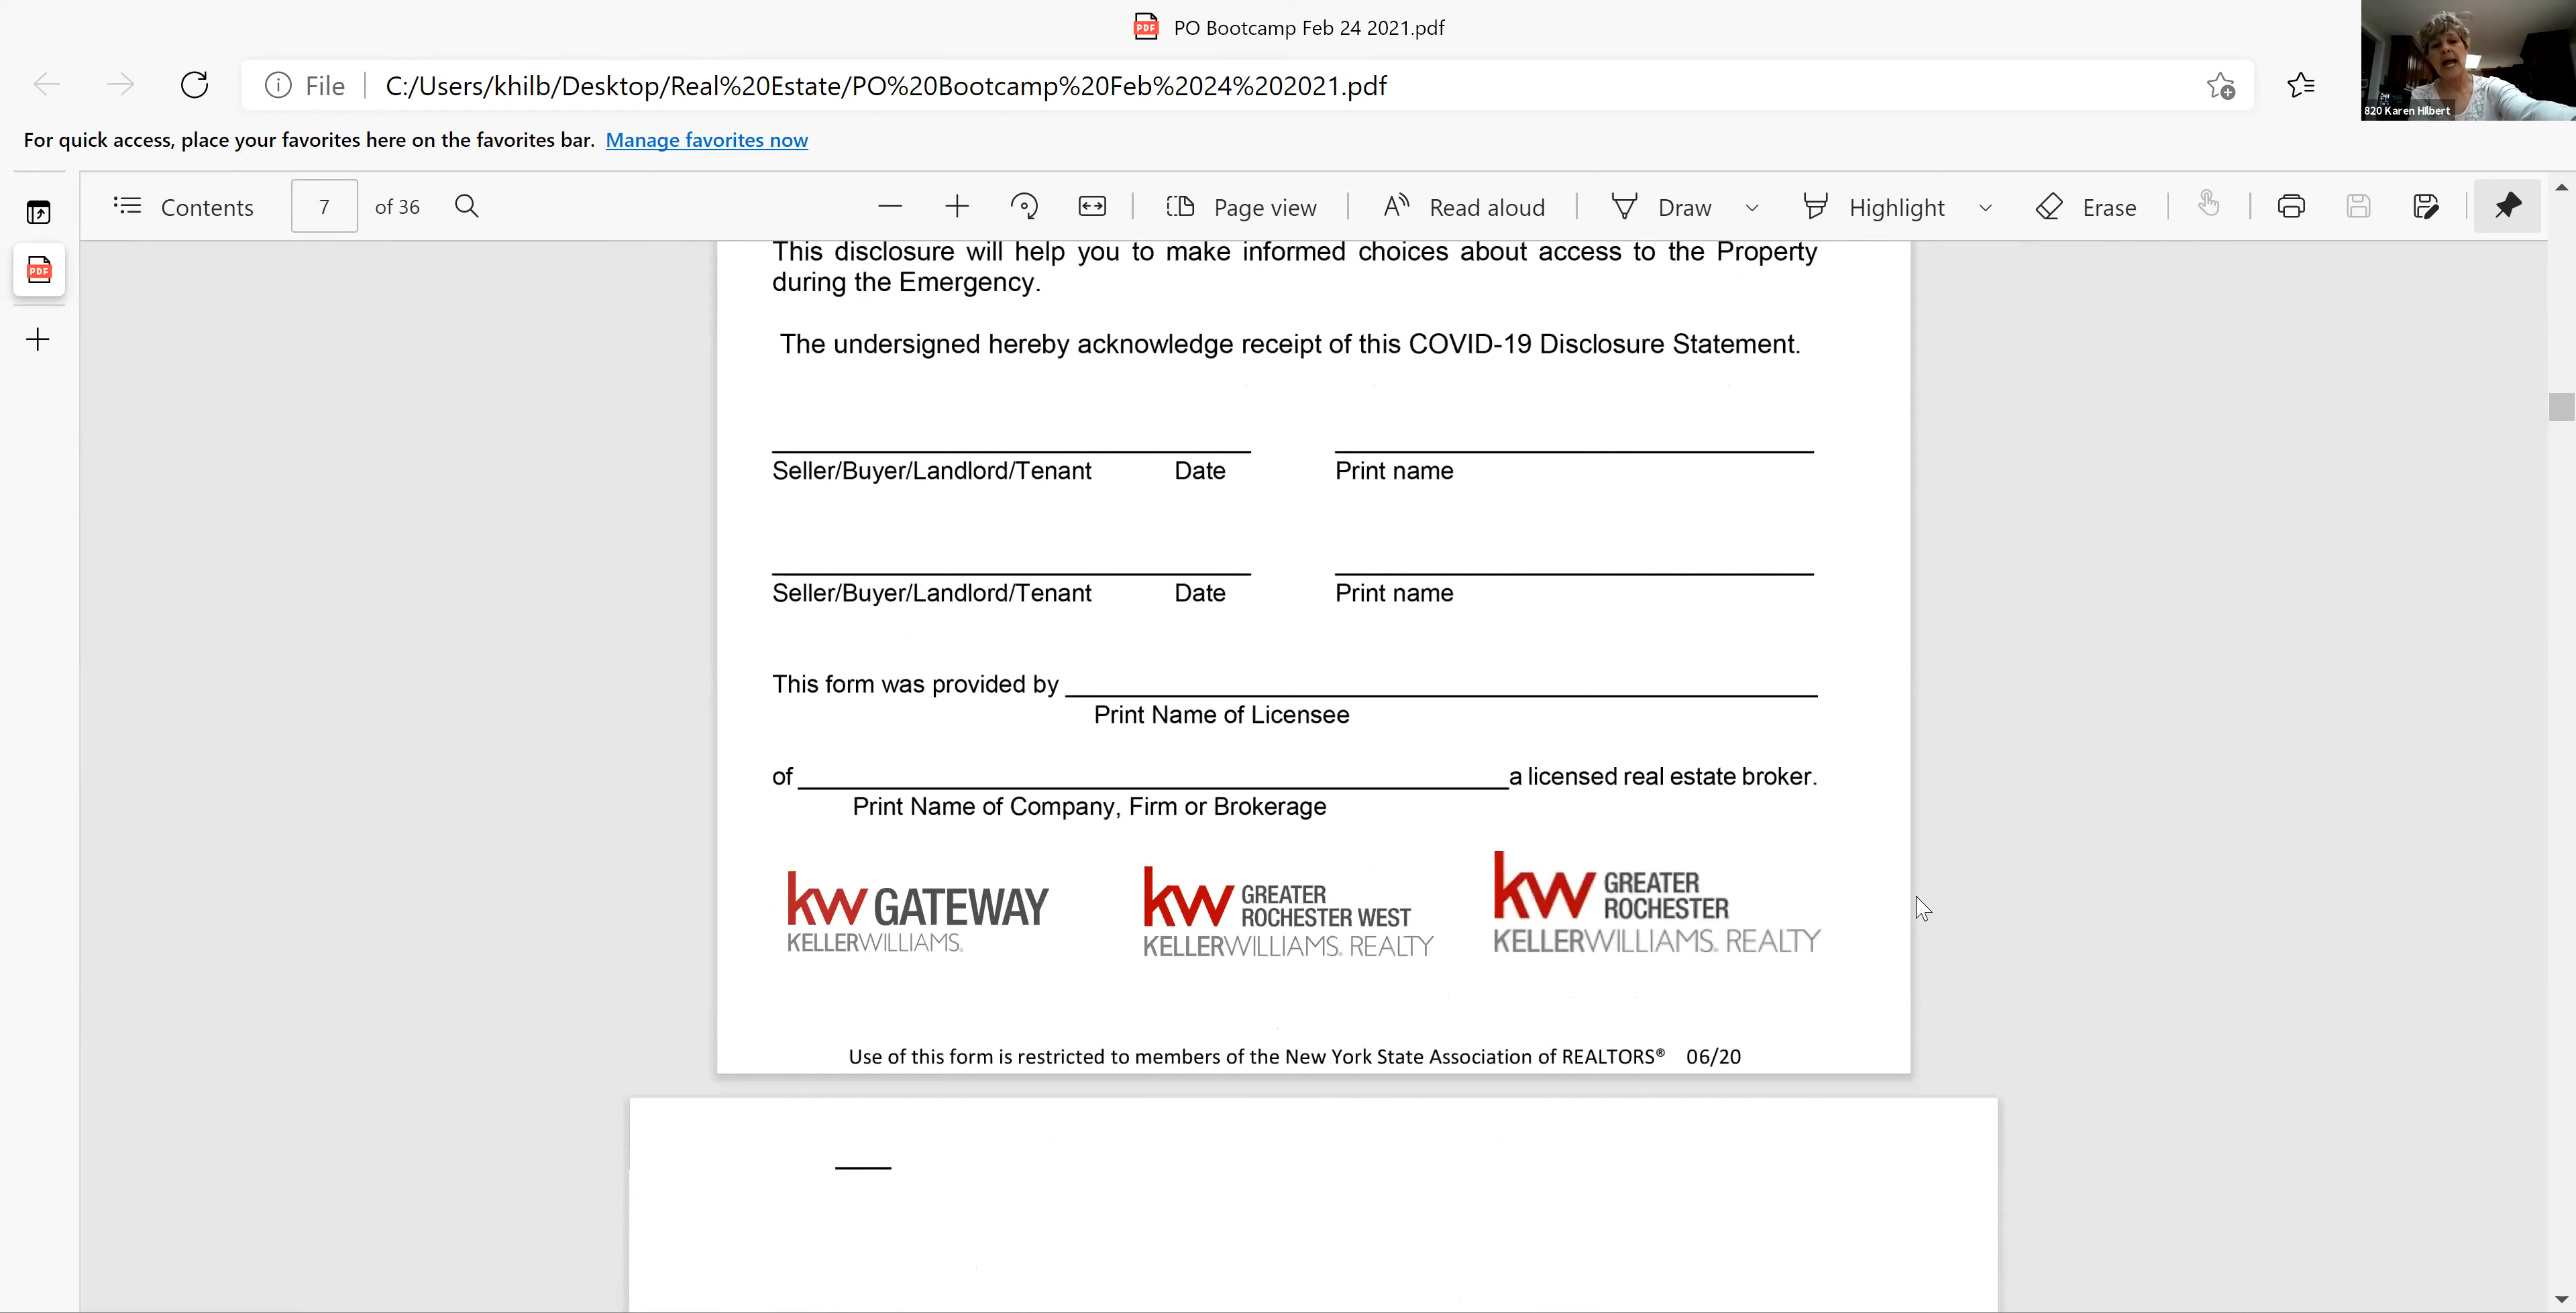 PO Bootcamp Feb 24 2021.pdf
File
C:/Users/khilb/Desktop/Real%20Estate/PO%20Bootcamp%20Feb%2024%202021.pdf
820 Karen Hilbert
For quick access, place your favorites here on the favorites bar. Manage favorites now
Contents 7 of 36 Page view Read aloud Draw Highlight Erase
PDF
This disclosure will help you to make informed choices about access to the Property
during the Emergency.
The undersigned hereby acknowledge receipt of this COVID-19 Disclosure Statement.
Seller/Buyer/Landlord/Tenant Date Print name
Seller/Buyer/Landlord/Tenant Date Print name
This form was provided by
Print Name of Licensee
of a licensed real estate broker.
Print Name of Company, Firm or Brokerage
kw GATEWAY
KELLERWILLIAMS.
kw GREATER
ROCHESTER WEST
KELLERWILLIAMS. REALTY
kw GREATER
ROCHESTER
KELLERWILLIAMS. REALTY
Use of this form is restricted to members of the New York State Association of REALTORS® 06/20